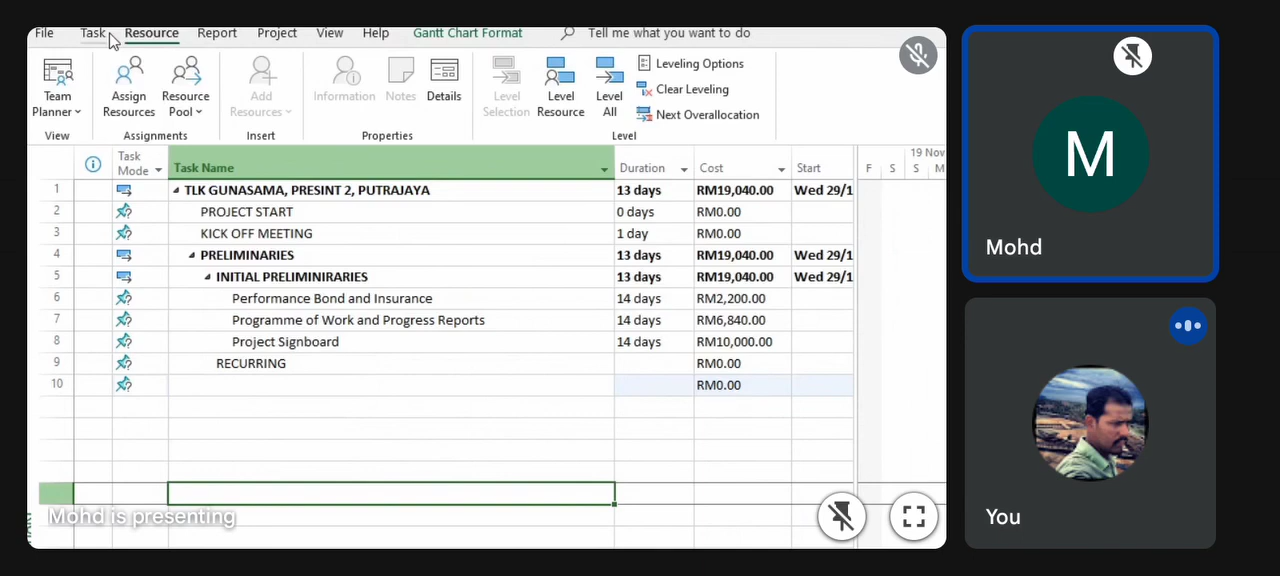 File Task Resource Report Project View Help Gantt Chart Format Tell me what you want to do
Team Planner
Assign Resources
Resource Pool
Add Resources
Information
Notes
Details
Level Selection
Level Resource
Level All
Leveling Options
Clear Leveling
Next Overallocation
View Assignments Insert Properties Level
Task Mode Task Name Duration Cost Start 19 Nov
F S S M
1 TLK GUNASAMA, PRESINT 2, PUTRAJAYA 13 days RM19,040.00 Wed 29/1
2 PROJECT START 0 days RM0.00
3 KICK OFF MEETING 1 day RM0.00
4 PRELIMINARIES 13 days RM19,040.00 Wed 29/1
5 INITIAL PRELIMINIRARIES 13 days RM19,040.00 Wed 29/1
6 Performance Bond and Insurance 14 days RM2,200.00
7 Programme of Work and Progress Reports 14 days RM6,840.00
8 Project Signboard 14 days RM10,000.00
9 RECURRING RM0.00
10 RM0.00
Mohd is presenting
M
Mohd
You